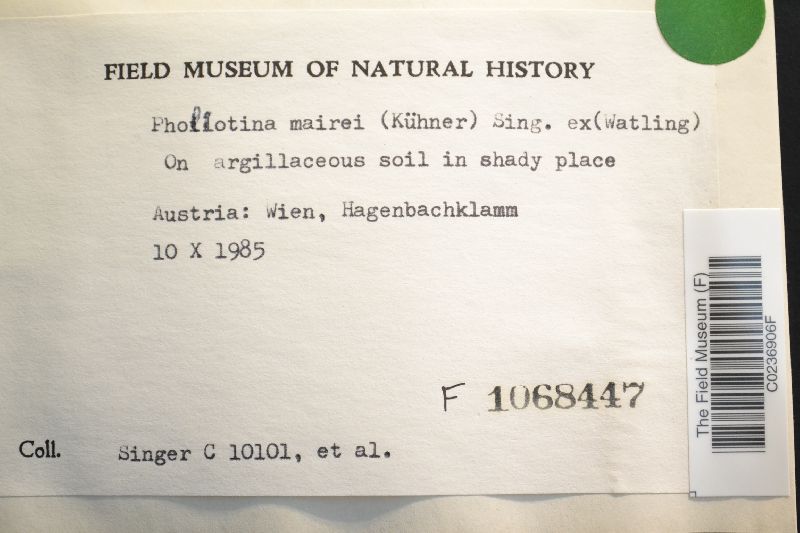 FIELD MUSEUM OF NATURAL HISTORY
Pholiotina mairei (Kühner) Sing. ex(Watling)
On argillaceous soil in shady place
Austria: Wien, Hagenbachklamm
10 X 1985
F 1068447
Coll. Singer C 10101, et al.
The Field Museum (F)
C0236906F